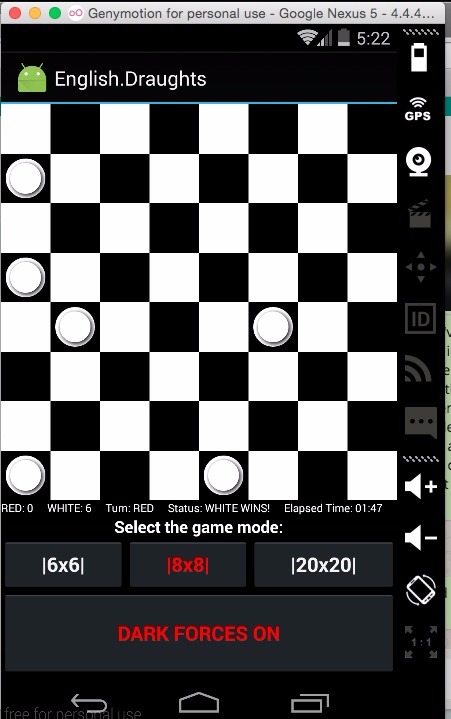 Genymotion for personal use - Google Nexus 5 - 4.4.4...
5:22
English.Draughts
GPS
ID
RED: 0 WHITE: 6 Turn: RED Status: WHITE WINS! Elapsed Time: 01:47
Select the game mode:
|6x6| |8x8| |20x20|
DARK FORCES ON
1:1
free for personal use